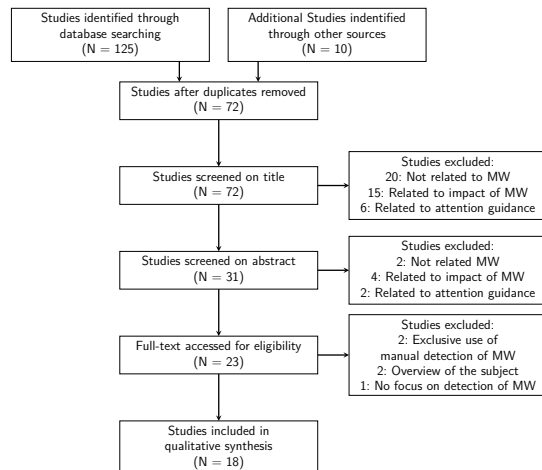 Studies identified through
database searching
(N = 125)
Additional Studies indentified
through other sources
(N = 10)
Studies after duplicates removed
(N = 72)
Studies screened on title
(N = 72)
Studies excluded:
20: Not related to MW
15: Related to impact of MW
6: Related to attention guidance
Studies screened on abstract
(N = 31)
Studies excluded:
2: Not related MW
4: Related to impact of MW
2: Related to attention guidance
Full-text accessed for eligibility
(N = 23)
Studies excluded:
2: Exclusive use of
manual detection of MW
2: Overview of the subject
1: No focus on detection of MW
Studies included in
qualitative synthesis
(N = 18)